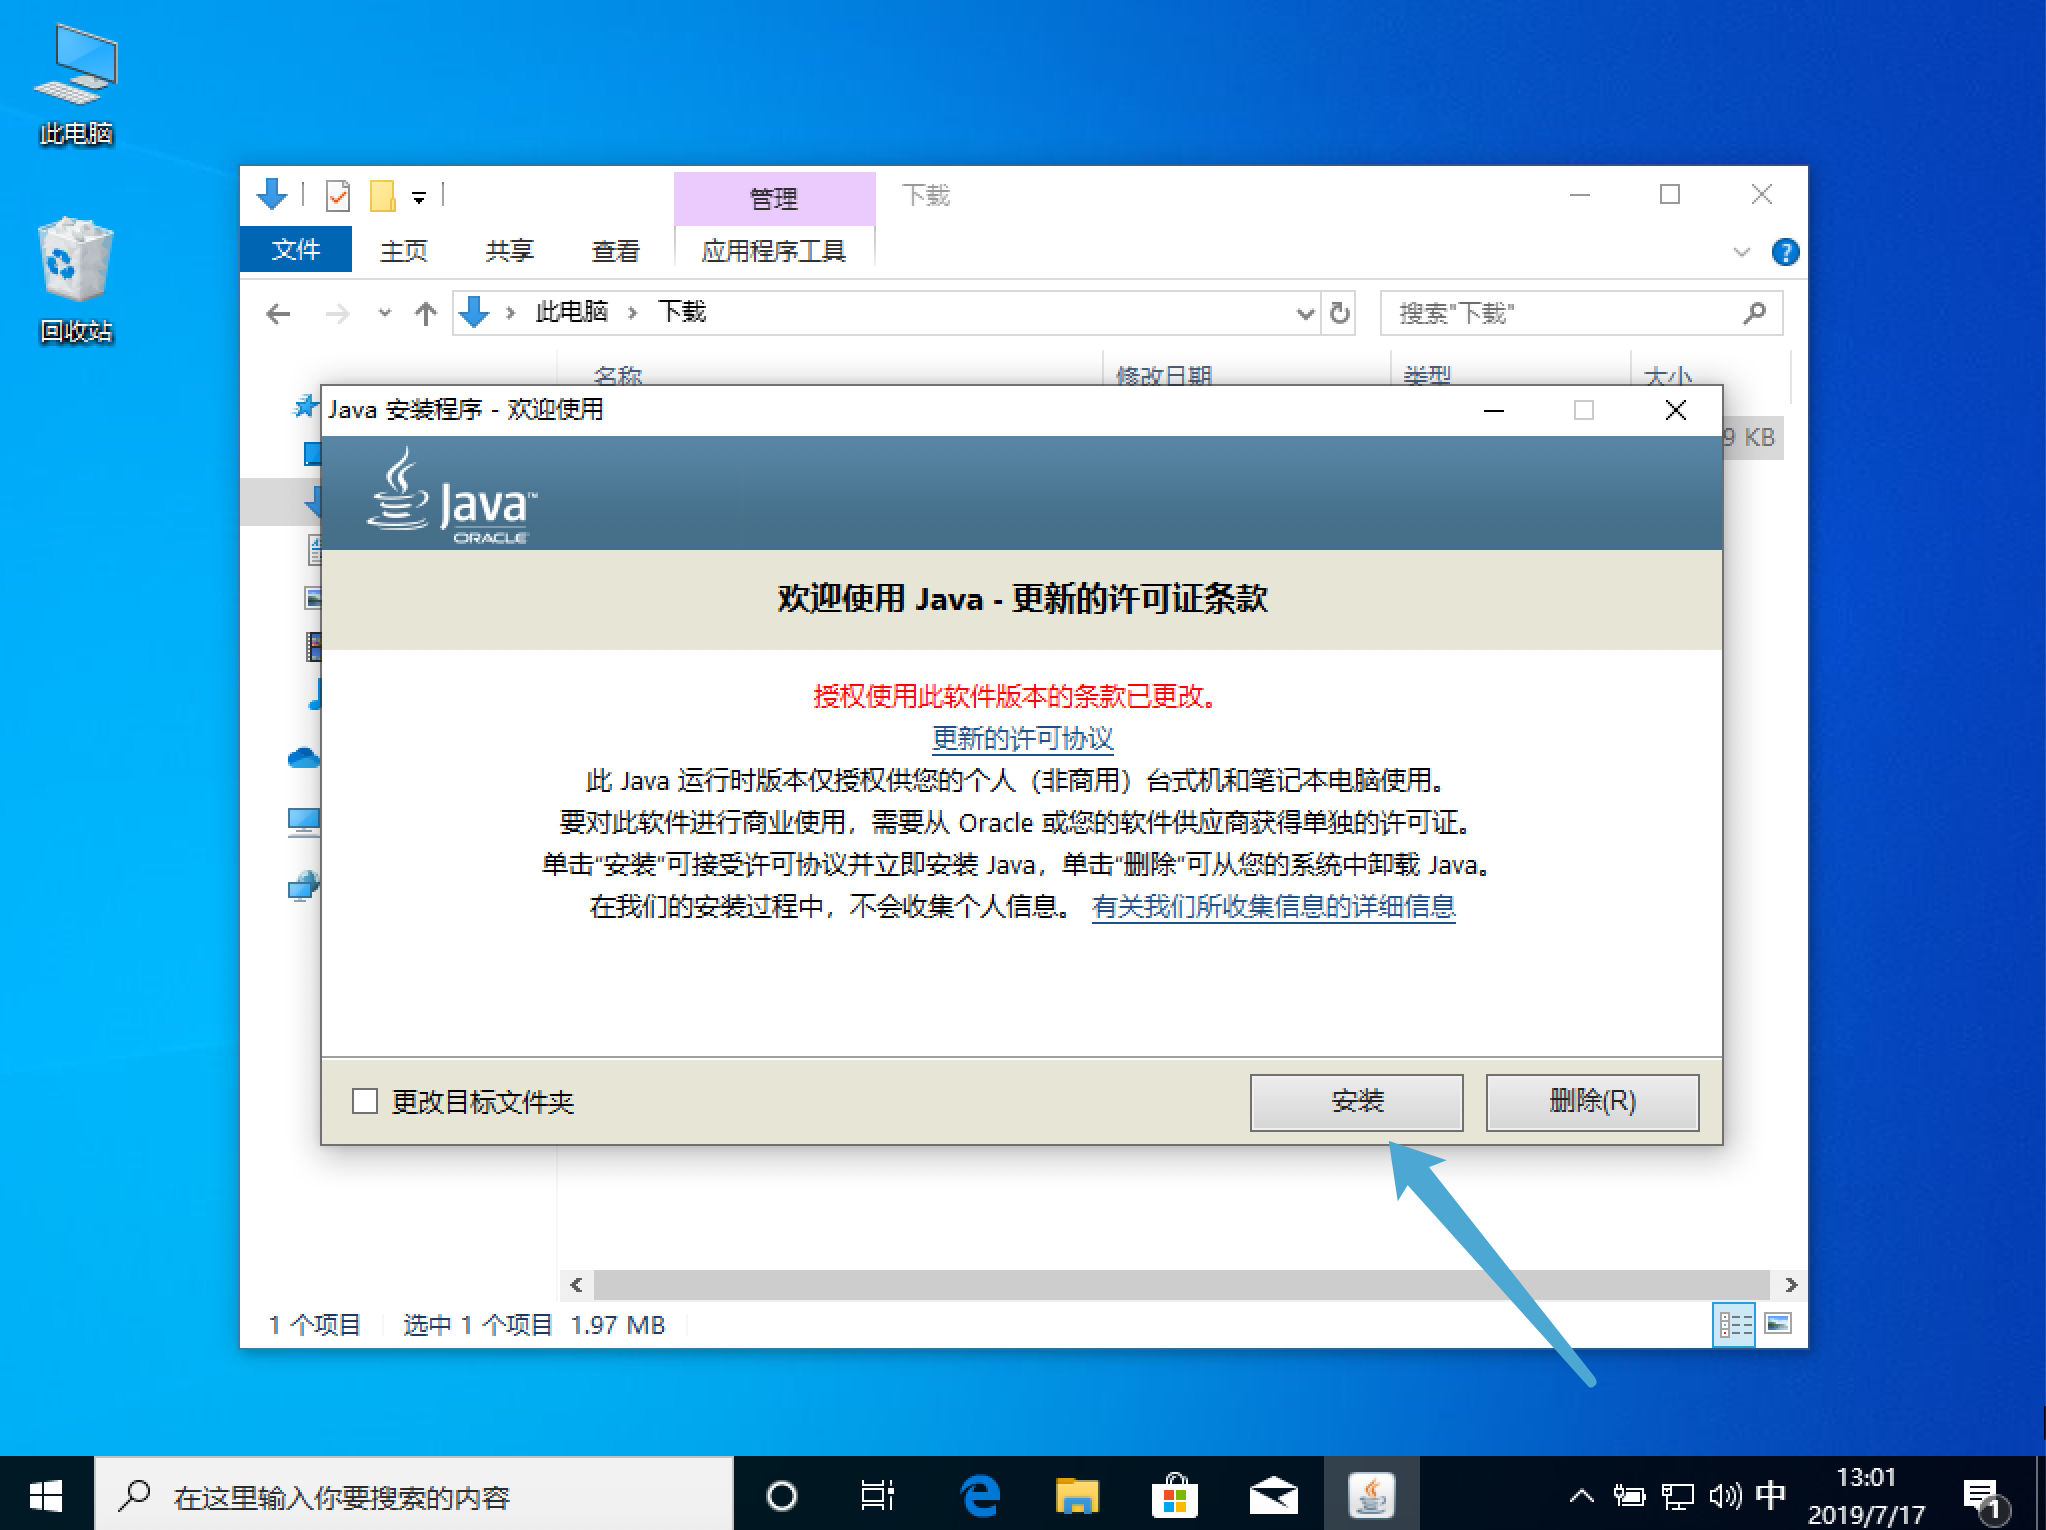 此电脑
回收站
管理
下载
文件
主页
共享
查看
应用程序工具
此电脑
下载
搜索"下载"
名称
修改日期
类型
大小
Java 安装程序 - 欢迎使用
9 KB
Java™
ORACLE
欢迎使用 Java - 更新的许可证条款
授权使用此软件版本的条款已更改。
更新的许可协议
此 Java 运行时版本仅授权供您的个人（非商用）台式机和笔记本电脑使用。
要对此软件进行商业使用，需要从 Oracle 或您的软件供应商获得单独的许可证。
单击“安装”可接受许可协议并立即安装 Java，单击“删除”可从您的系统中卸载 Java。
在我们的安装过程中，不会收集个人信息。 有关我们所收集信息的详细信息
更改目标文件夹
安装
删除(R)
1 个项目
选中 1 个项目 1.97 MB
在这里输入你要搜索的内容
中
13:01
2019/7/17
1